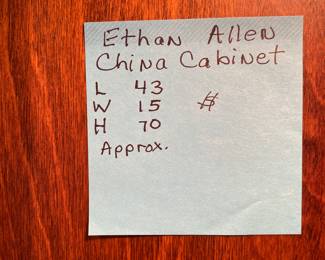 Ethan Allen
China Cabinet
L 43
W 15 $
H 70
Approx.